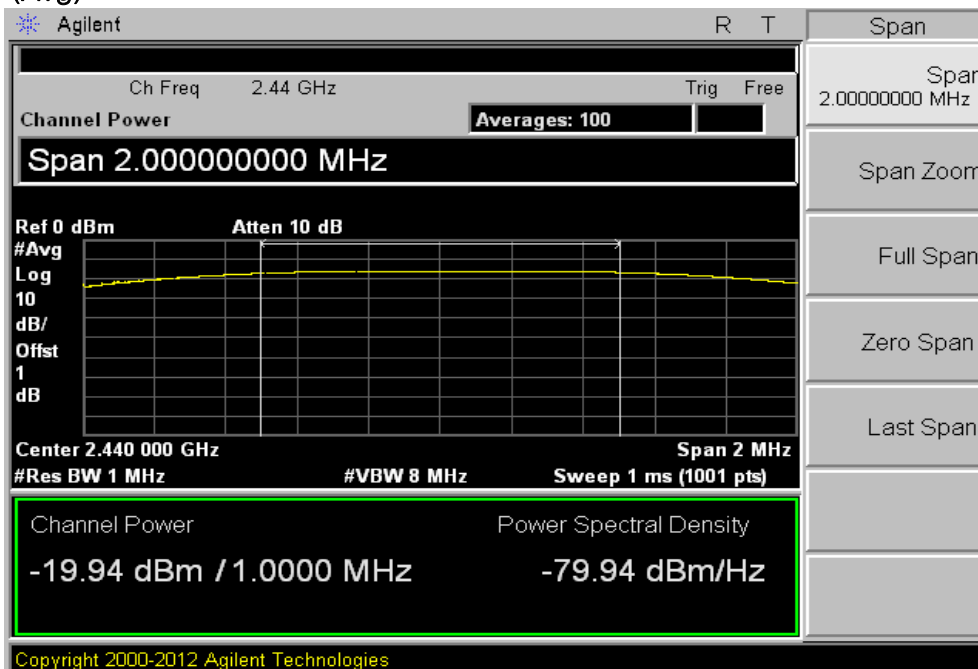 (Avg)
Agilent R T
Ch Freq 2.44 GHz Trig Free
Channel Power Averages: 100
Span 2.000000000 MHz
Ref 0 dBm Atten 10 dB
#Avg
Log
10
dB/
Offst
1
dB
Center 2.440 000 GHz Span 2 MHz
#Res BW 1 MHz #VBW 8 MHz Sweep 1 ms (1001 pts)
Channel Power Power Spectral Density
-19.94 dBm / 1.0000 MHz -79.94 dBm/Hz
Copyright 2000-2012 Agilent Technologies
Span
Span
2.00000000 MHz
Span Zoom
Full Span
Zero Span
Last Span